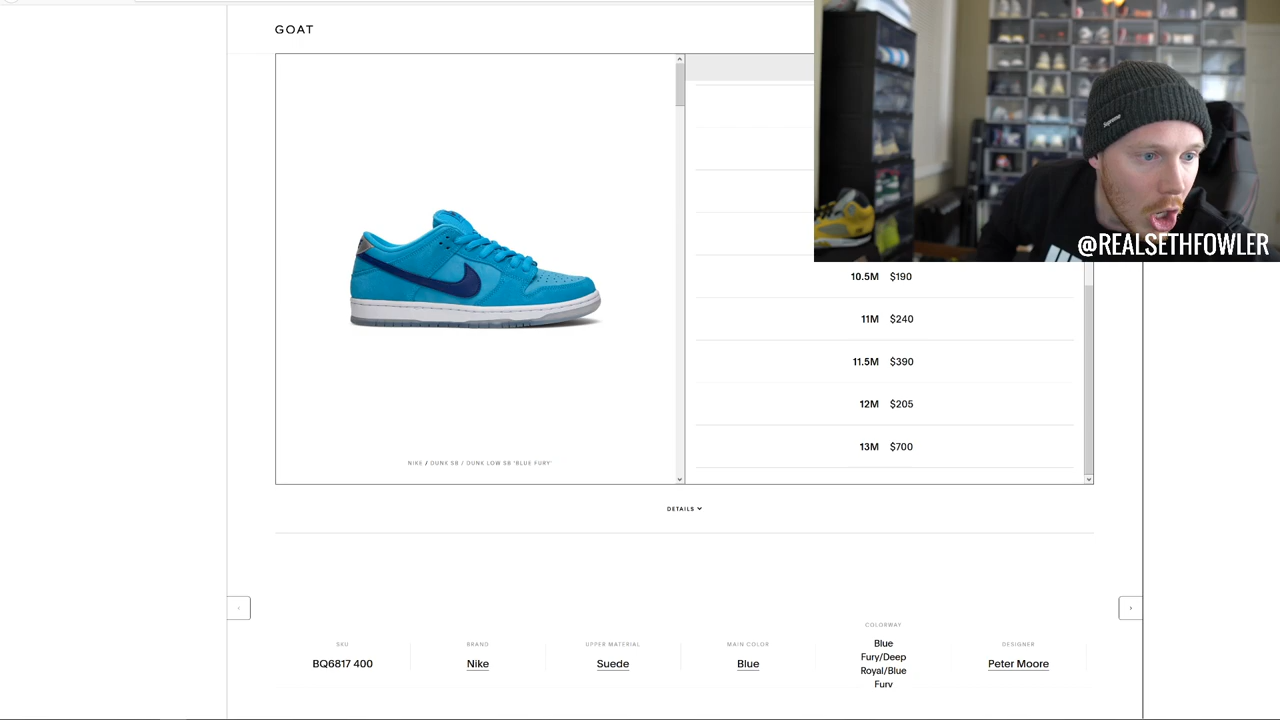 GOAT
Supreme
@REALSETHFOWLER
10.5M $190
11M $240
11.5M $390
12M $205
13M $700
NIKE / DUNK SB / DUNK LOW SB 'BLUE FURY'
DETAILS
SKU
BQ6817 400
BRAND
Nike
UPPER MATERIAL
Suede
MAIN COLOR
Blue
COLORWAY
Blue
Fury/Deep
Royal/Blue
Fury
DESIGNER
Peter Moore